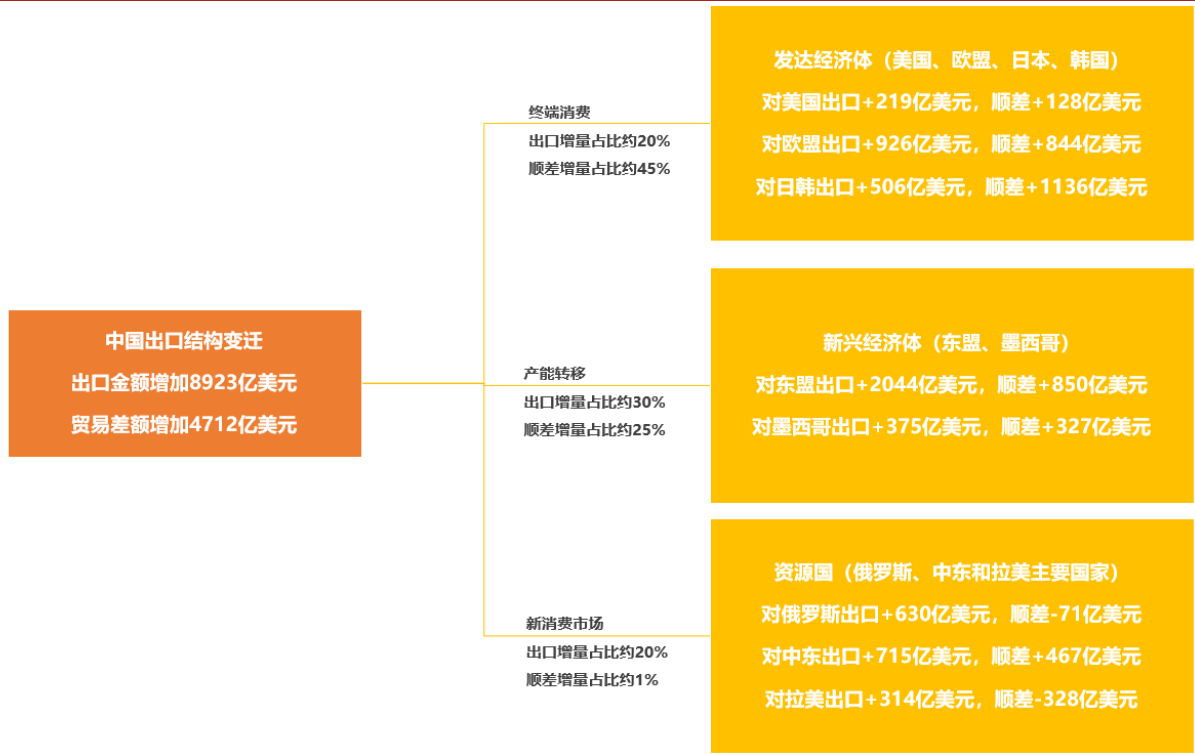 中国出口结构变迁
出口金额增加8923亿美元
贸易差额增加4712亿美元
终端消费
出口增量占比约20%
顺差增量占比约45%
发达经济体（美国、欧盟、日本、韩国）
对美国出口+219亿美元，顺差+128亿美元
对欧盟出口+926亿美元，顺差+844亿美元
对日韩出口+506亿美元，顺差+1136亿美元
产能转移
出口增量占比约30%
顺差增量占比约25%
新兴经济体（东盟、墨西哥）
对东盟出口+2044亿美元，顺差+850亿美元
对墨西哥出口+375亿美元，顺差+327亿美元
新消费市场
出口增量占比约20%
顺差增量占比约1%
资源国（俄罗斯、中东和拉美主要国家）
对俄罗斯出口+630亿美元，顺差-71亿美元
对中东出口+715亿美元，顺差+467亿美元
对拉美出口+314亿美元，顺差-328亿美元